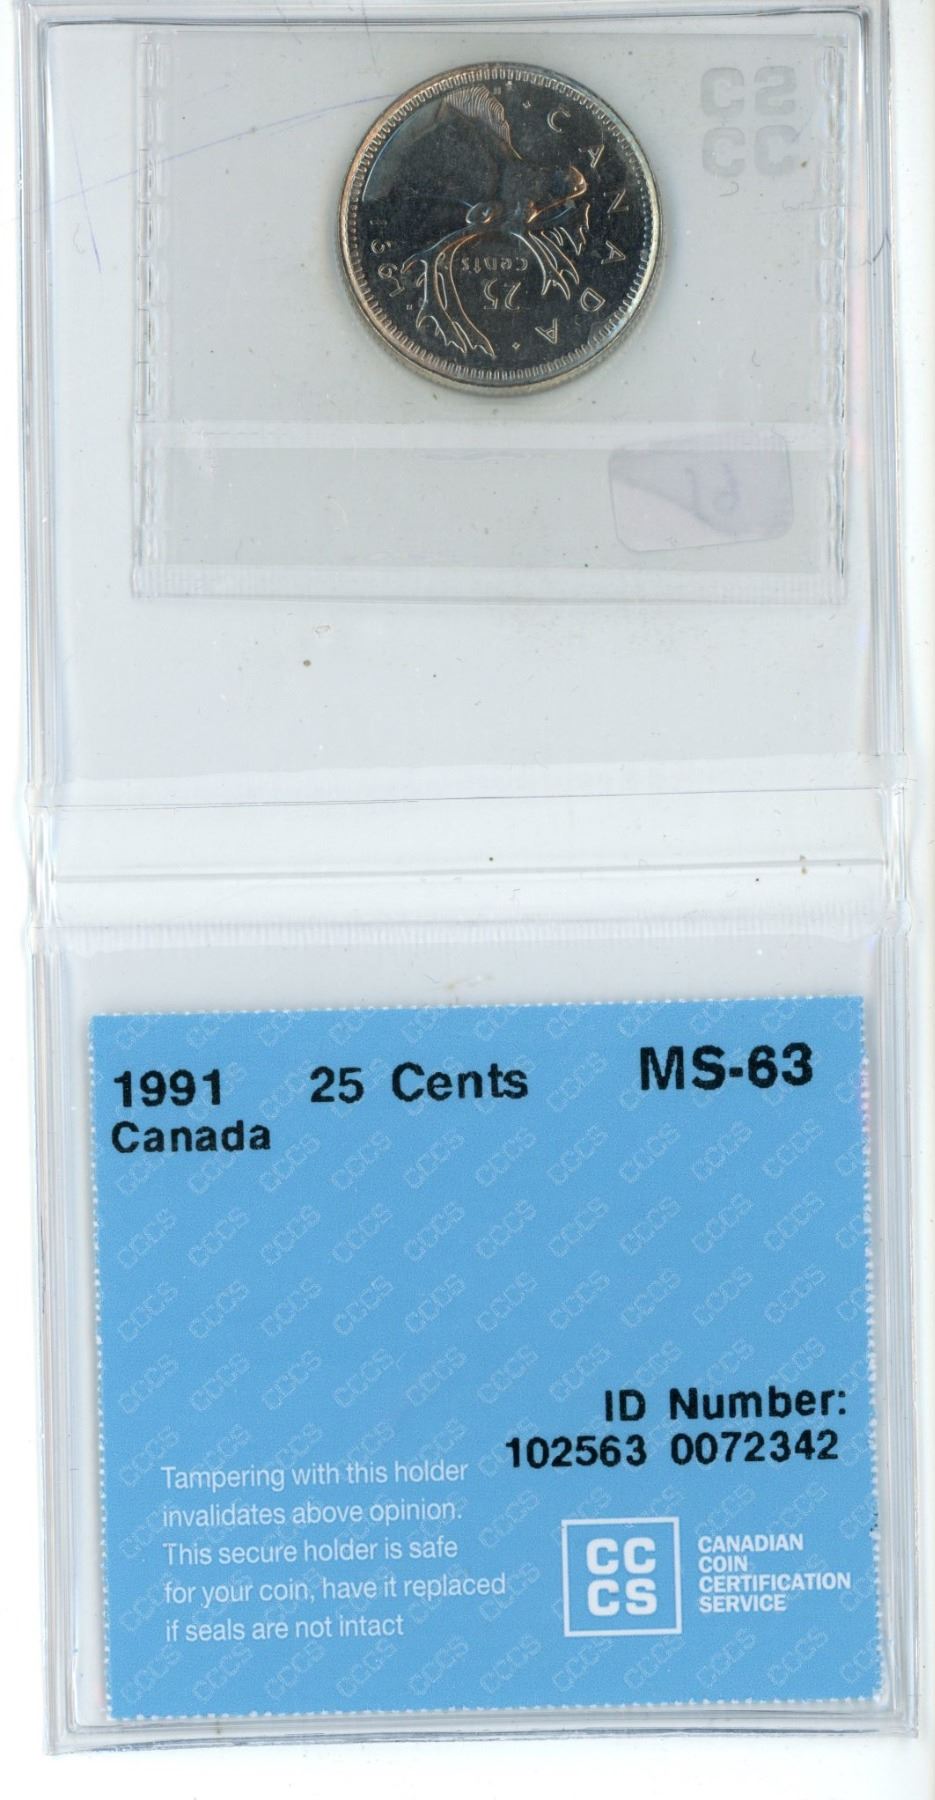 CS
CC
CANADA
25
cents
1991
1991 25 Cents MS-63
Canada
ID Number:
102563 0072342
Tampering with this holder
invalidates above opinion.
This secure holder is safe
for your coin, have it replaced
if seals are not intact
CC
CS
CANADIAN
COIN
CERTIFICATION
SERVICE